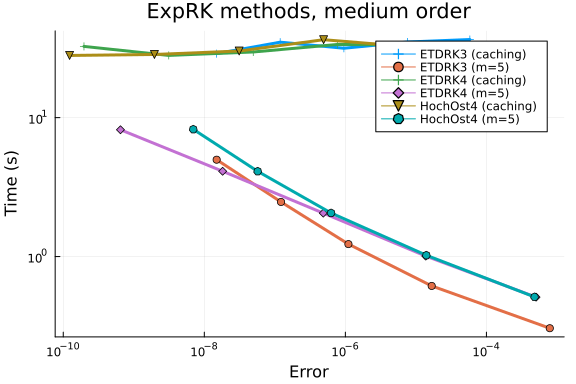 ExpRK methods, medium order
Time (s)
10¹
10⁰
ETDRK3 (caching)
ETDRK3 (m=5)
ETDRK4 (caching)
ETDRK4 (m=5)
HochOst4 (caching)
HochOst4 (m=5)
10⁻¹⁰ 10⁻⁸ 10⁻⁶ 10⁻⁴
Error